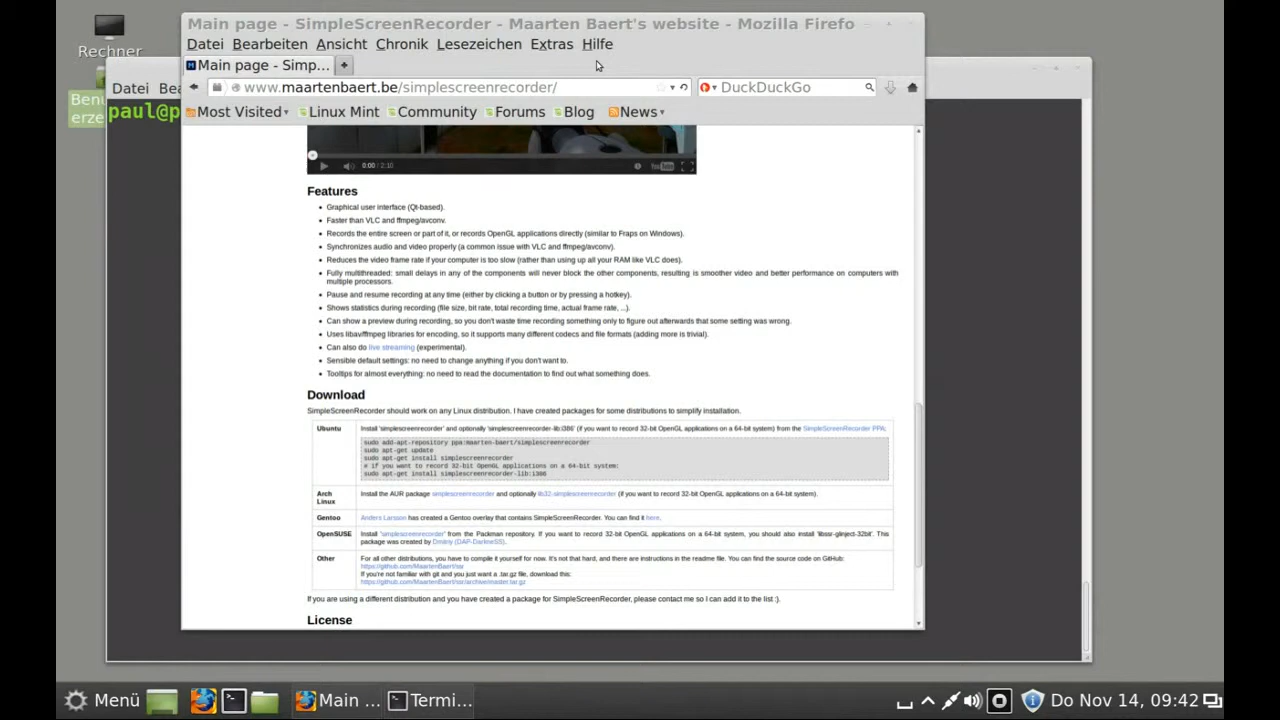 Rechner
Main page - SimpleScreenRecorder - Maarten Baert's website - Mozilla Firefo
Datei Bearbeiten Ansicht Chronik Lesezeichen Extras Hilfe
Main page - Simp...
www.maartenbaert.be/simplescreenrecorder/
DuckDuckGo
Datei
paul@p
Most Visited Linux Mint Community Forums Blog News
0:00 / 2:10
Features
Graphical user interface (Qt-based).
Faster than VLC and ffmpeg/avconv.
Records the entire screen or part of it, or records OpenGL applications directly (similar to Fraps on Windows).
Synchronizes audio and video properly (a common issue with VLC and ffmpeg/avconv).
Reduces the video frame rate if your computer is too slow (rather than using up all your RAM like VLC does).
Fully multithreaded: small delays in any of the components will never block the other components, resulting is smoother video and better performance on computers with
multiple processors.
Pause and resume recording at any time (either by clicking a button or by pressing a hotkey).
Shows statistics during recording (file size, bit rate, total recording time, actual frame rate, ...).
Can show a preview during recording, so you don't waste time recording something only to figure out afterwards that some setting was wrong.
Uses libav/ffmpeg libraries for encoding, so it supports many different codecs and file formats (adding more is trivial).
Can also do live streaming (experimental).
Sensible default settings: no need to change anything if you don't want to.
Tooltips for almost everything: no need to read the documentation to find out what something does.
Download
SimpleScreenRecorder should work on any Linux distribution. I have created packages for some distributions to simplify installation.
Ubuntu
Install 'simplescreenrecorder' and optionally 'simplescreenrecorder-lib:i386' (if you want to record 32-bit OpenGL applications on a 64-bit system) from the SimpleScreenRecorder PPA:
sudo add-apt-repository ppa:maarten-baert/simplescreenrecorder
sudo apt-get update
sudo apt-get install simplescreenrecorder
# if you want to record 32-bit OpenGL applications on a 64-bit system:
sudo apt-get install simplescreenrecorder-lib:i386
Arch
Linux
Install the AUR package simplescreenrecorder and optionally lib32-simplescreenrecorder (if you want to record 32-bit OpenGL applications on a 64-bit system).
Gentoo
Anders Larsson has created a Gentoo overlay that contains SimpleScreenRecorder. You can find it here.
OpenSUSE
Install 'simplescreenrecorder' from the Packman repository. If you want to record 32-bit OpenGL applications on a 64-bit system, you should also install 'libssr-glinject-32bit'. This
package was created by Dmitriy (DAP-DarkneSS).
Other
For all other distributions, you have to compile it yourself for now. It's not that hard, and there are instructions in the readme file. You can find the source code on GitHub:
https://github.com/MaartenBaert/ssr
If you're not familiar with git and you just want a .tar.gz file, download this:
https://github.com/MaartenBaert/ssr/archive/master.tar.gz
If you are using a different distribution and you have created a package for SimpleScreenRecorder, please contact me so I can add it to the list :).
License
Menü
Main ...
Termi...
Do Nov 14, 09:42